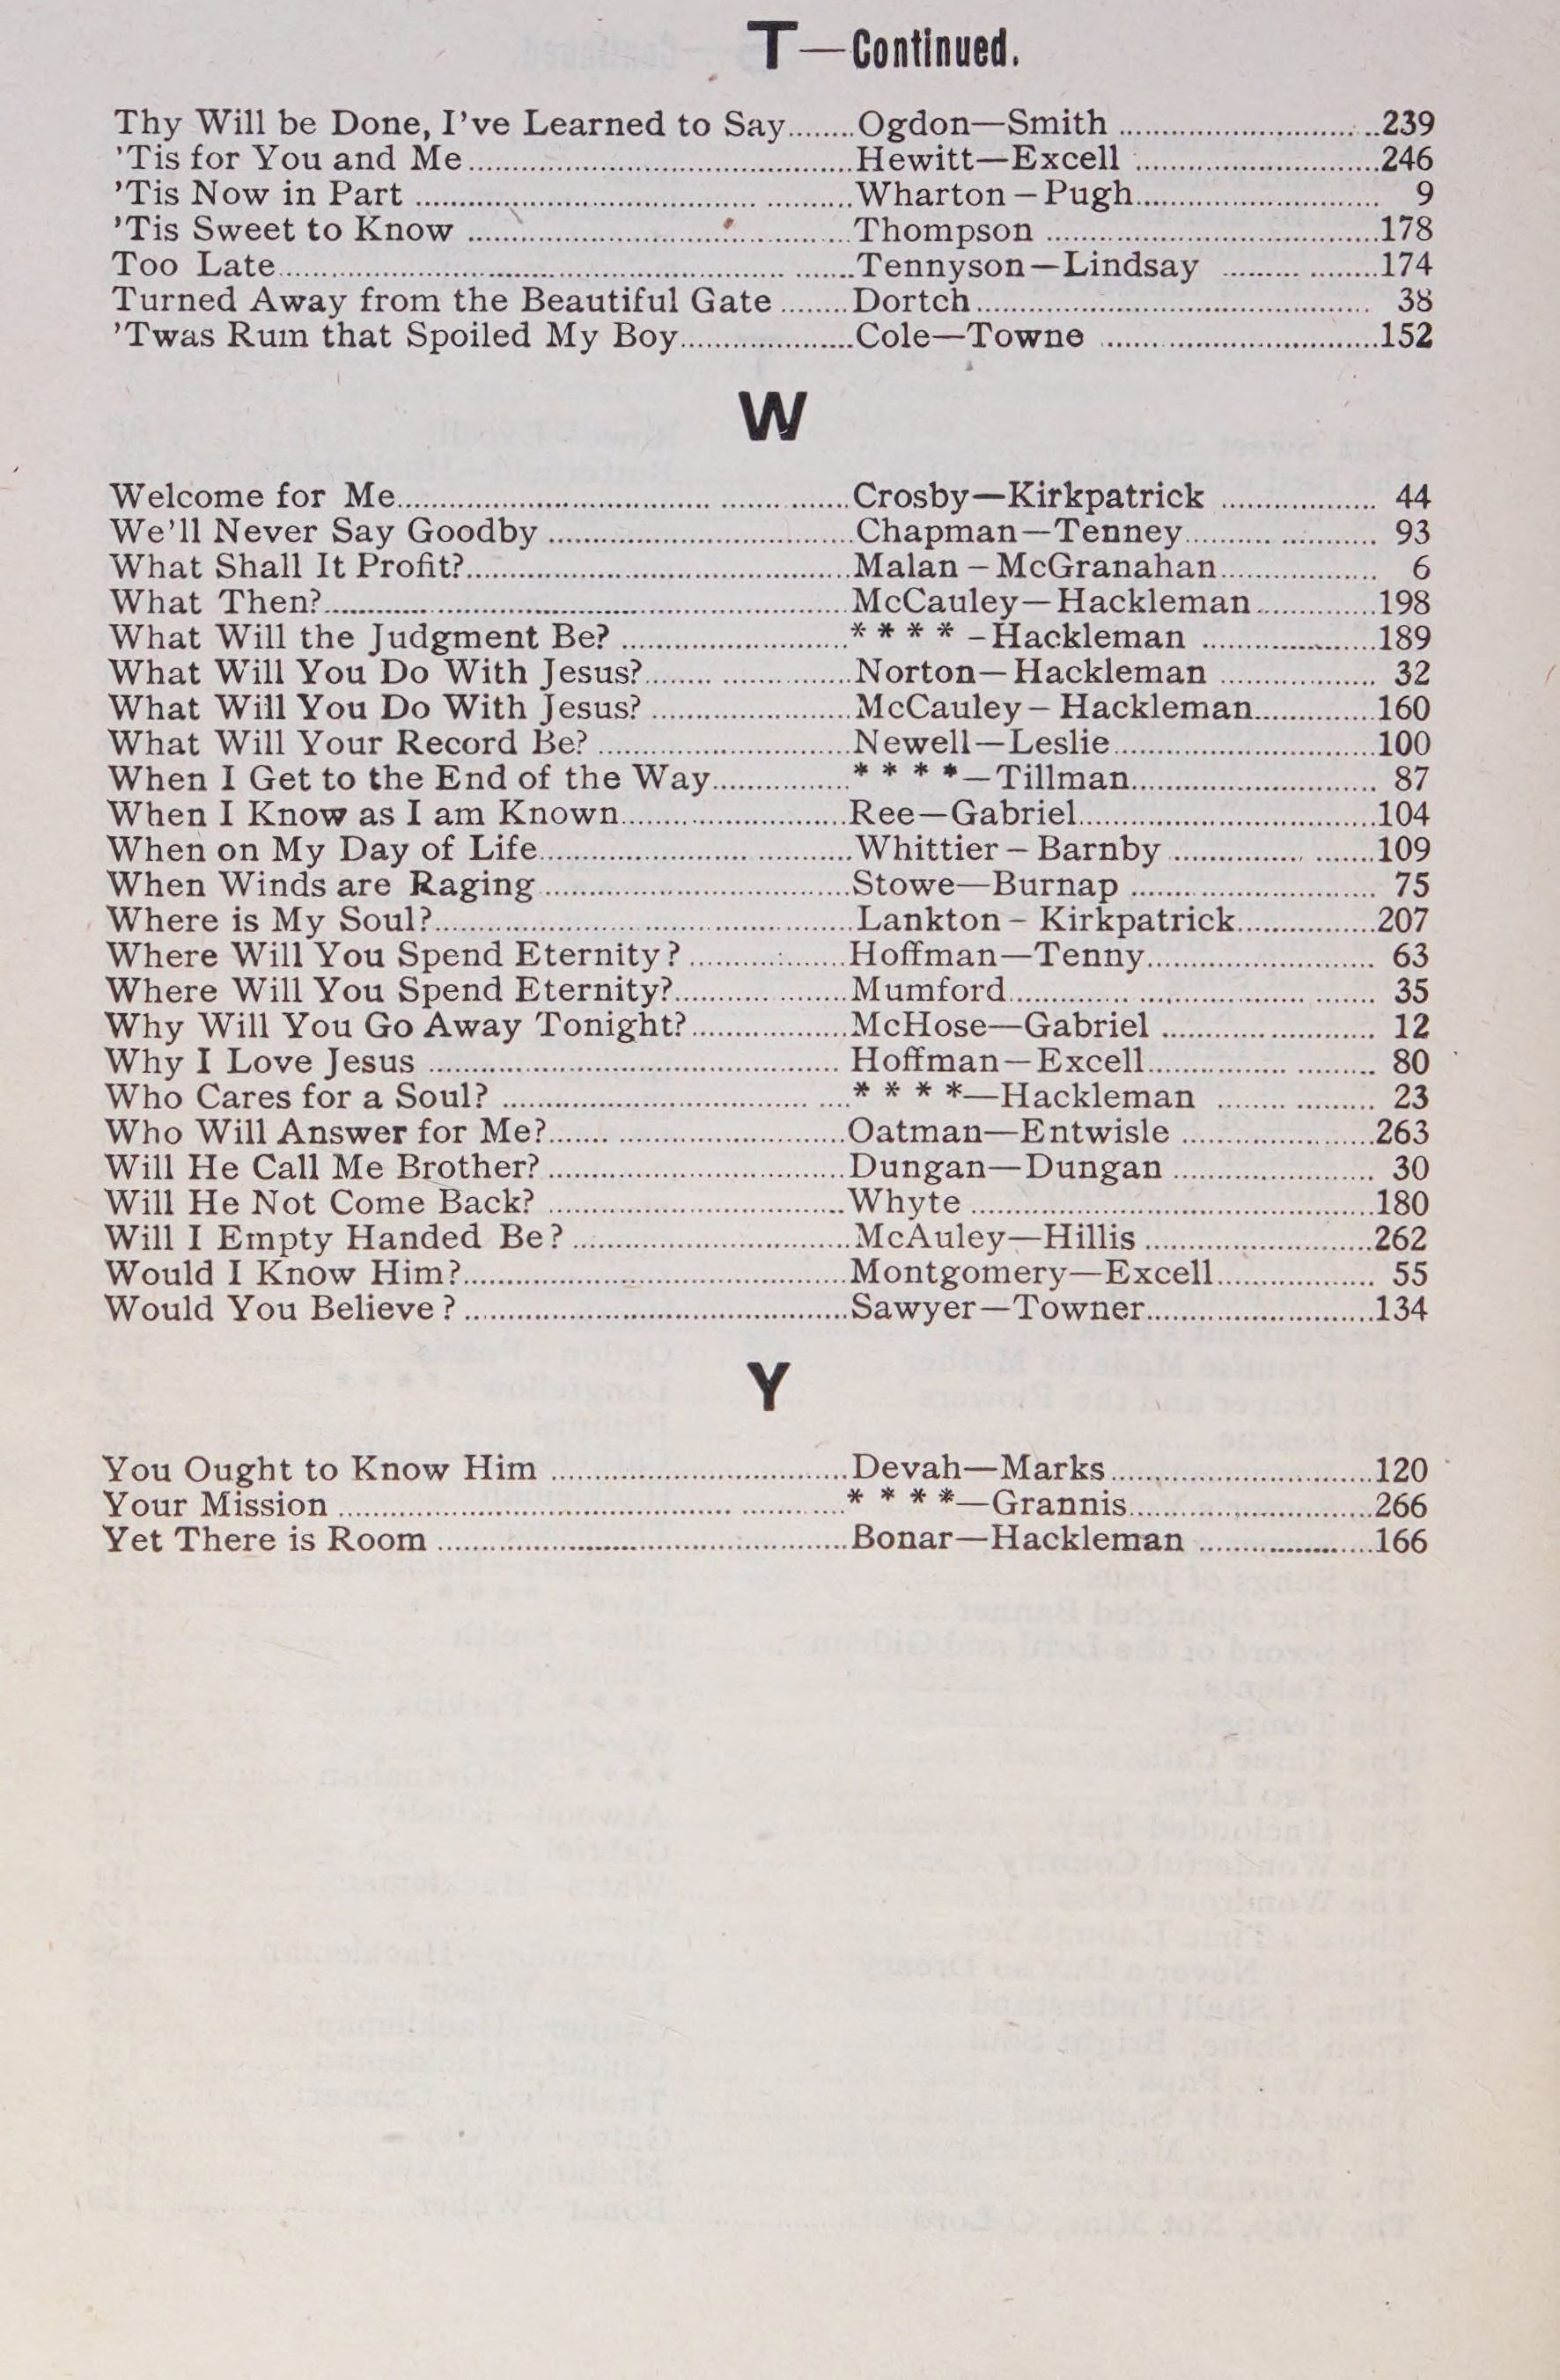 T—Continued.
Thy Will be Done, I've Learned to Say........Ogdon—Smith ..............................239
'Tis for You and Me............................................Hewitt—Excell ............................246
'Tis Now in Part ..................................................Wharton – Pugh............................ 9
'Tis Sweet to Know ............................................Thompson ......................................178
Too Late..................................................................Tennyson—Lindsay ..................174
Turned Away from the Beautiful Gate ........Dortch............................................. 38
'Twas Rum that Spoiled My Boy....................Cole—Towne ................................152
W
Welcome for Me....................................................Crosby—Kirkpatrick .................. 44
We'll Never Say Goodby ...................................Chapman—Tenney...................... 93
What Shall It Profit?............................................Malan – McGranahan.................. 6
What Then?............................................................McCauley—Hackleman..............198
What Will the Judgment Be? ..........................* * * * – Hackleman ....................189
What Will You Do With Jesus?.......................Norton—Hackleman .................. 32
What Will You Do With Jesus? .......................McCauley – Hackleman..............160
What Will Your Record Be? .............................Newell—Leslie..............................100
When I Get to the End of the Way................* * * *—Tillman............................ 87
When I Know as I am Known..........................Ree—Gabriel..................................104
When on My Day of Life...................................Whittier – Barnby .......................109
When Winds are Raging...................................Stowe—Burnap ............................ 75
Where is My Soul?................................................Lankton – Kirkpatrick................207
Where Will You Spend Eternity? ..................Hoffman—Tenny.......................... 63
Where Will You Spend Eternity?....................Mumford.......................................... 35
Why Will You Go Away Tonight?..................McHose—Gabriel ........................ 12
Why I Love Jesus ............................................... Hoffman—Excell.......................... 80
Who Cares for a Soul? ........................................* * * *—Hackleman .................. 23
Who Will Answer for Me?..................................Oatman—Entwisle ......................263
Will He Call Me Brother? ..................................Dungan—Dungan ....................... 30
Will He Not Come Back? ..................................Whyte ..............................................180
Will I Empty Handed Be? ................................McAuley—Hillis ..........................262
Would I Know Him?............................................Montgomery—Excell.................. 55
Would You Believe? ............................................Sawyer—Towner..........................134
Y
You Ought to Know Him ..................................Devah—Marks..............................120
Your Mission ..........................................................* * * *—Grannis............................266
Yet There is Room ...............................................Bonar—Hackleman ....................166